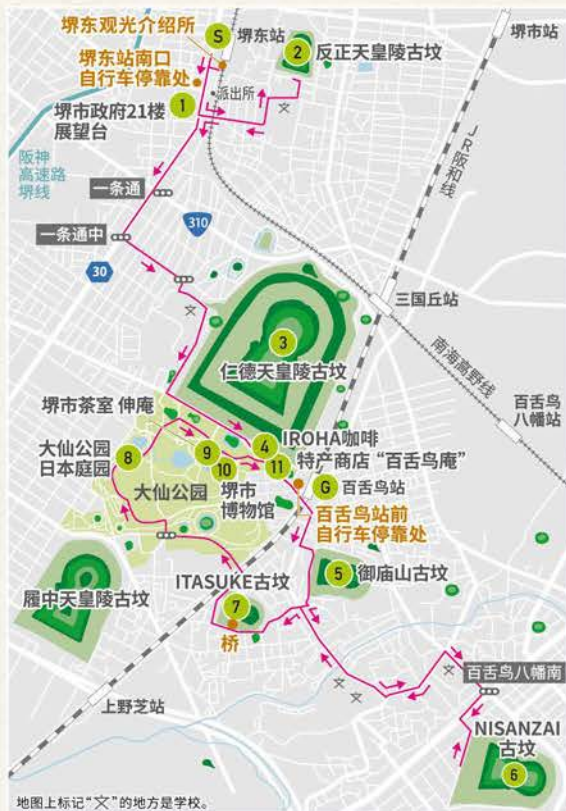 堺东观光介绍所
S
堺东站
2
反正天皇陵古坟
堺市站
堺东站南口
自行车停靠处
派出所
文
1
堺市政府21楼
展望台
阪神
高速路
堺线
JR阪和线
一条通
310
一条通中
30
文
三国丘站
3
仁德天皇陵古坟
南海高野线
百舌鸟
八幡站
堺市茶室 伸庵
4
IROHA咖啡
大仙公园
日本庭园
8
9
10
11
特产商店“百舌鸟庵”
大仙公园
堺市
博物馆
G
百舌鸟站
百舌鸟站前
自行车停靠处
ITASUKE古坟
5
御庙山古坟
履中天皇陵古坟
7
桥
文
百舌鸟八幡南
文
文
上野芝站
NISANZAI
古坟
6
地图上标记“文”的地方是学校。